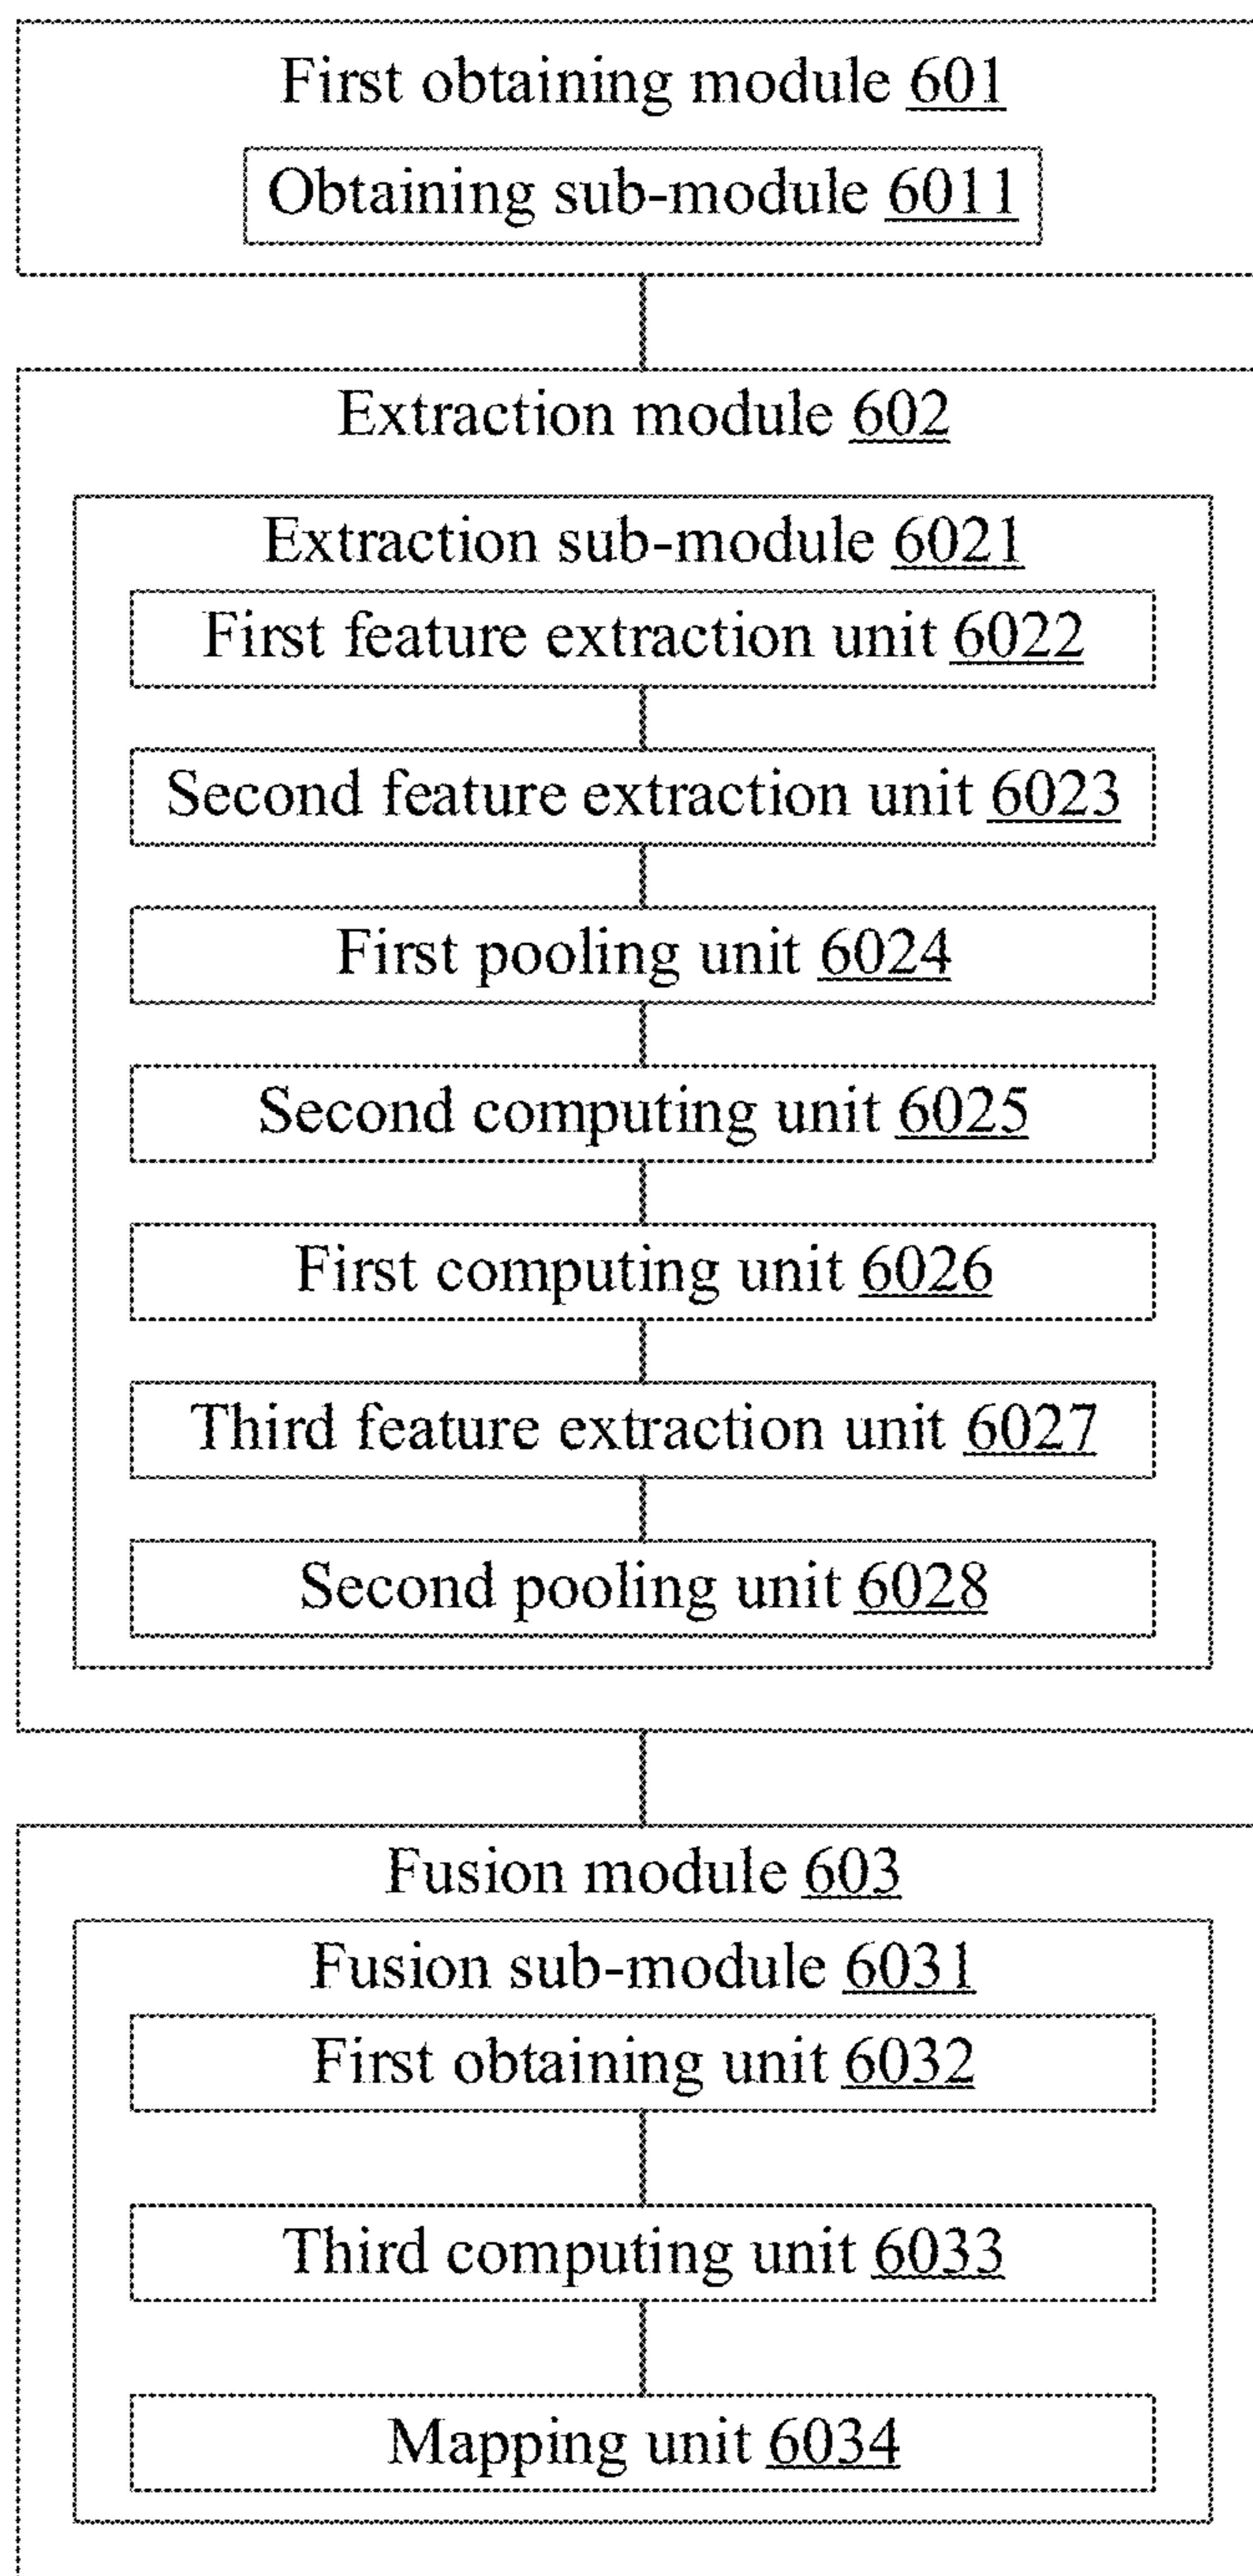 First obtaining module 601
Obtaining sub-module 6011
Extraction module 602
Extraction sub-module 6021
First feature extraction unit 6022
Second feature extraction unit 6023
First pooling unit 6024
Second computing unit 6025
First computing unit 6026
Third feature extraction unit 6027
Second pooling unit 6028
Fusion module 603
Fusion sub-module 6031
First obtaining unit 6032
Third computing unit 6033
Mapping unit 6034